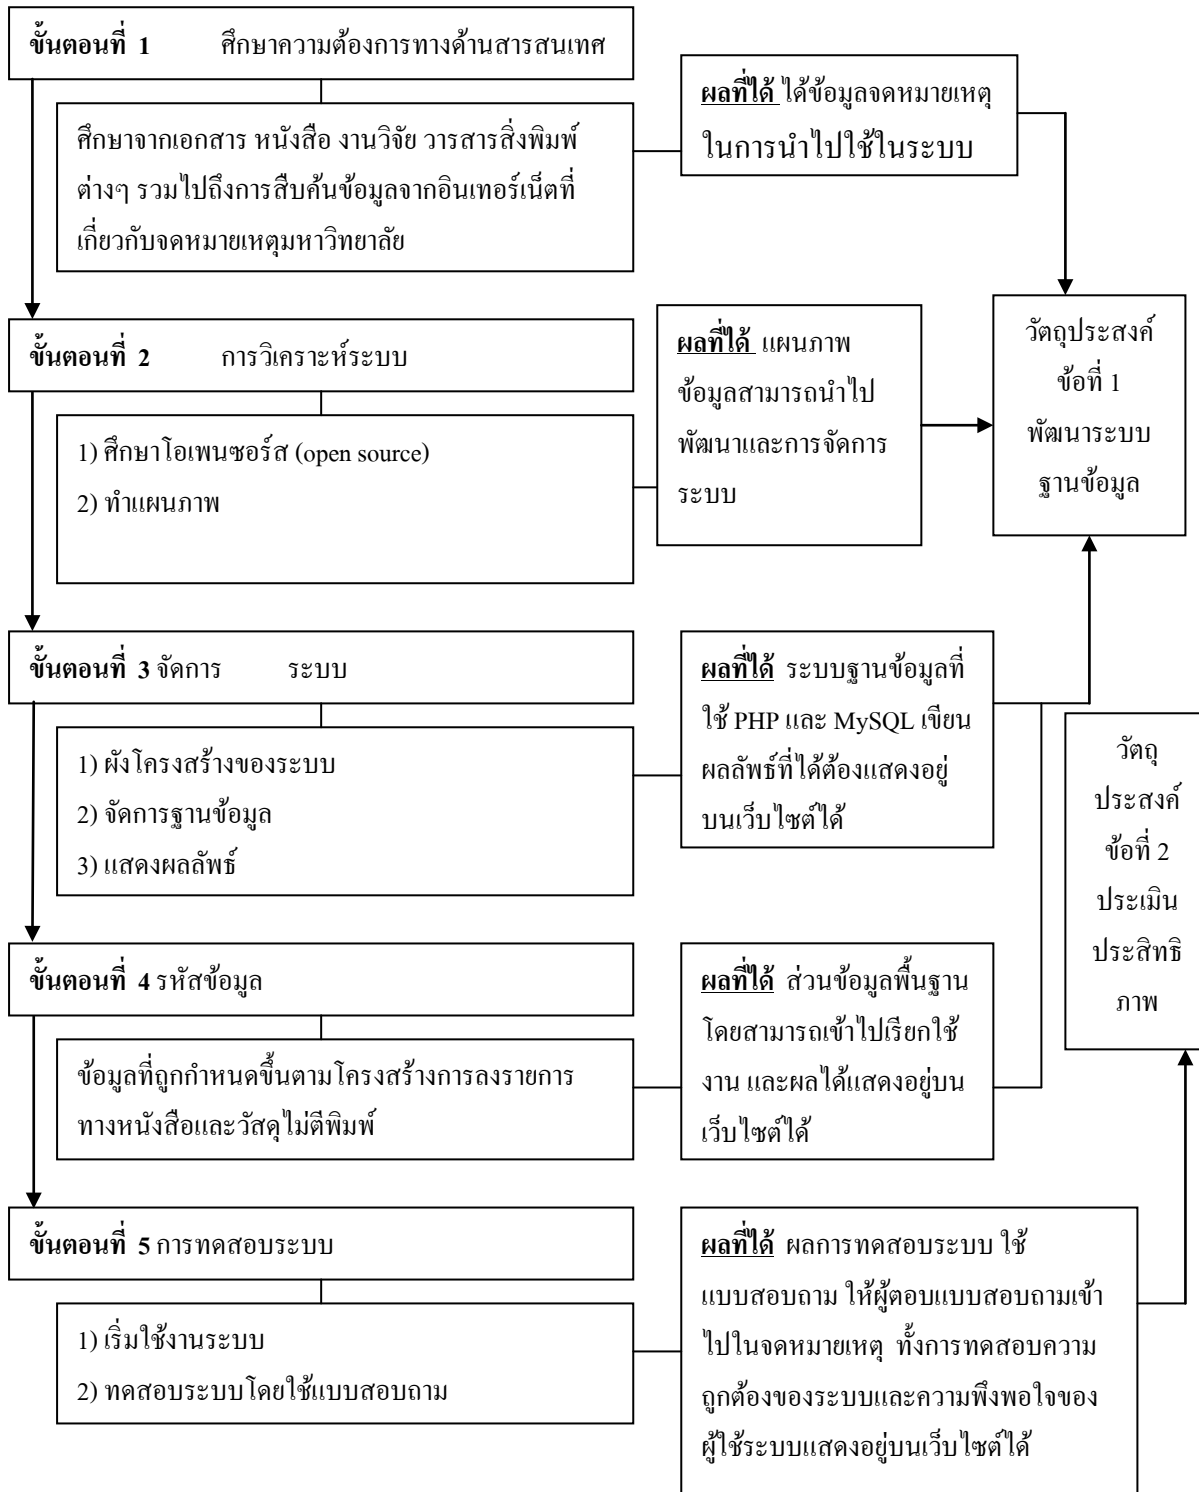 ขั้นตอนที่ 1 ศึกษาความต้องการทางด้านสารสนเทศ
ศึกษาจากเอกสาร หนังสือ งานวิจัย วารสารสิ่งพิมพ์
ต่างๆ รวมไปถึงการสืบค้นข้อมูลจากอินเทอร์เน็ตที่
เกี่ยวกับจดหมายเหตุมหาวิทยาลัย
ผลที่ได้ ได้ข้อมูลจดหมายเหตุ
ในการนำไปใช้ในระบบ
ขั้นตอนที่ 2 การวิเคราะห์ระบบ
1) ศึกษาโอเพนซอร์ส (open source)
2) ทำแผนภาพ
ผลที่ได้ แผนภาพ
ข้อมูลสามารถนำไป
พัฒนาและการจัดการ
ระบบ
วัตถุประสงค์
ข้อที่ 1
พัฒนาระบบ
ฐานข้อมูล
ขั้นตอนที่ 3 จัดการ ระบบ
1) ผังโครงสร้างของระบบ
2) จัดการฐานข้อมูล
3) แสดงผลลัพธ์
ผลที่ได้ ระบบฐานข้อมูลที่
ใช้ PHP และ MySQL เขียน
ผลลัพธ์ที่ได้ต้องแสดงอยู่
บนเว็บไซต์ได้
วัตถุ
ประสงค์
ข้อที่ 2
ประเมิน
ประสิทธิ
ภาพ
ขั้นตอนที่ 4 รหัสข้อมูล
ข้อมูลที่ถูกกำหนดขึ้นตามโครงสร้างการลงรายการ
ทางหนังสือและวัสดุไม่ตีพิมพ์
ผลที่ได้ ส่วนข้อมูลพื้นฐาน
โดยสามารถเข้าไปเรียกใช้
งาน และผลได้แสดงอยู่บน
เว็บไซต์ได้
ขั้นตอนที่ 5 การทดสอบระบบ
1) เริ่มใช้งานระบบ
2) ทดสอบระบบโดยใช้แบบสอบถาม
ผลที่ได้ ผลการทดสอบระบบ ใช้
แบบสอบถาม ให้ผู้ตอบแบบสอบถามเข้า
ไปในจดหมายเหตุ ทั้งการทดสอบความ
ถูกต้องของระบบและความพึงพอใจของ
ผู้ใช้ระบบแสดงอยู่บนเว็บไซต์ได้